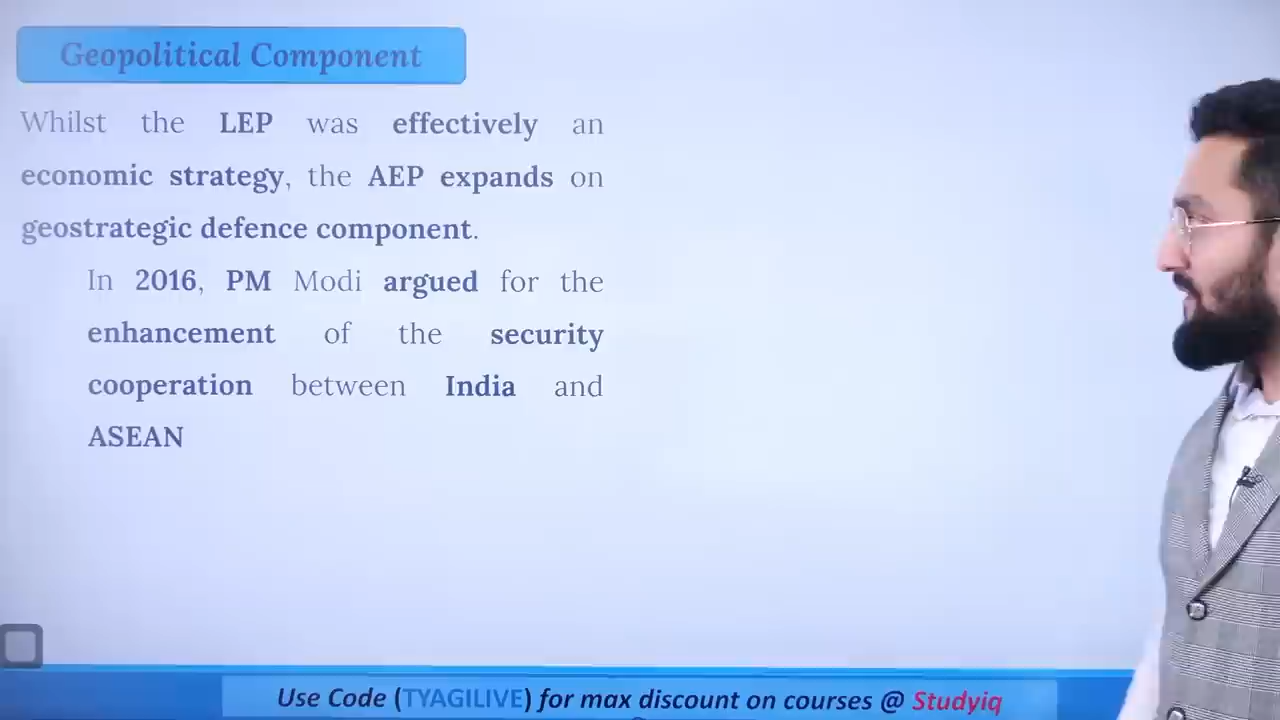 Geopolitical Component
Whilst the LEP was effectively an
economic strategy, the AEP expands on
geostrategic defence component.
In 2016, PM Modi argued for the
enhancement of the security
cooperation between India and
ASEAN
Use Code (TYAGILIVE) for max discount on courses @ Studyiq